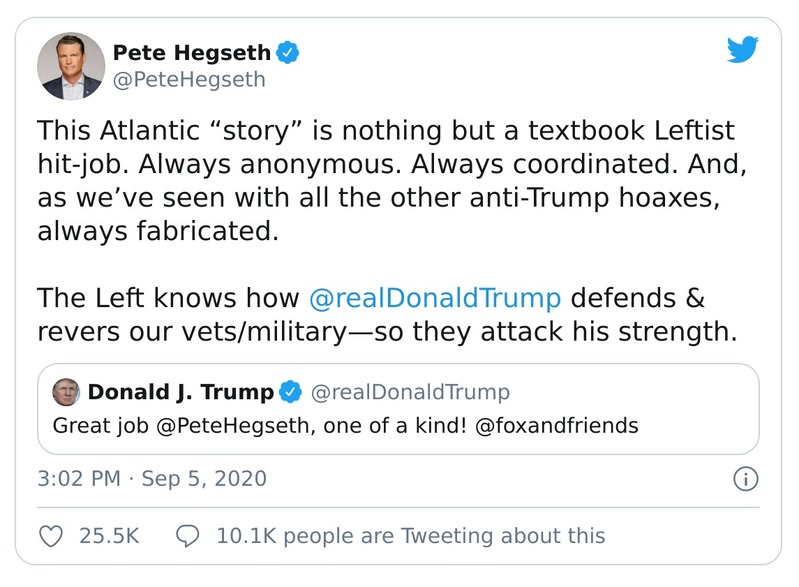 Pete Hegseth
@PeteHegseth
This Atlantic “story” is nothing but a textbook Leftist
hit-job. Always anonymous. Always coordinated. And,
as we’ve seen with all the other anti-Trump hoaxes,
always fabricated.
The Left knows how @realDonaldTrump defends &
revers our vets/military—so they attack his strength.
Donald J. Trump @realDonaldTrump
Great job @PeteHegseth, one of a kind! @foxandfriends
3:02 PM · Sep 5, 2020
25.5K 10.1K people are Tweeting about this